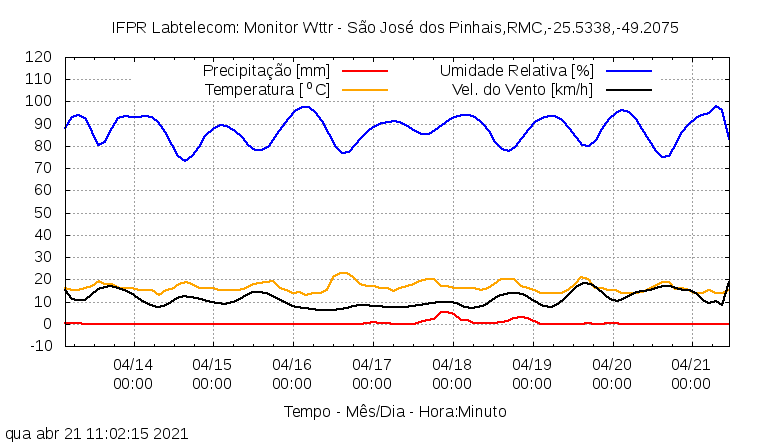 IFPR Labtelecom: Monitor Wttr - São José dos Pinhais,RMC,-25.5338,-49.2075
120
110
100
90
80
70
60
50
40
30
20
10
0
-10
Precipitação [mm]
Temperatura [⁰C]
Umidade Relativa [%]
Vel. do Vento [km/h]
04/14 04/15 04/16 04/17 04/18 04/19 04/20 04/21
00:00 00:00 00:00 00:00 00:00 00:00 00:00 00:00
Tempo - Mês/Dia - Hora:Minuto
qua abr 21 11:02:15 2021